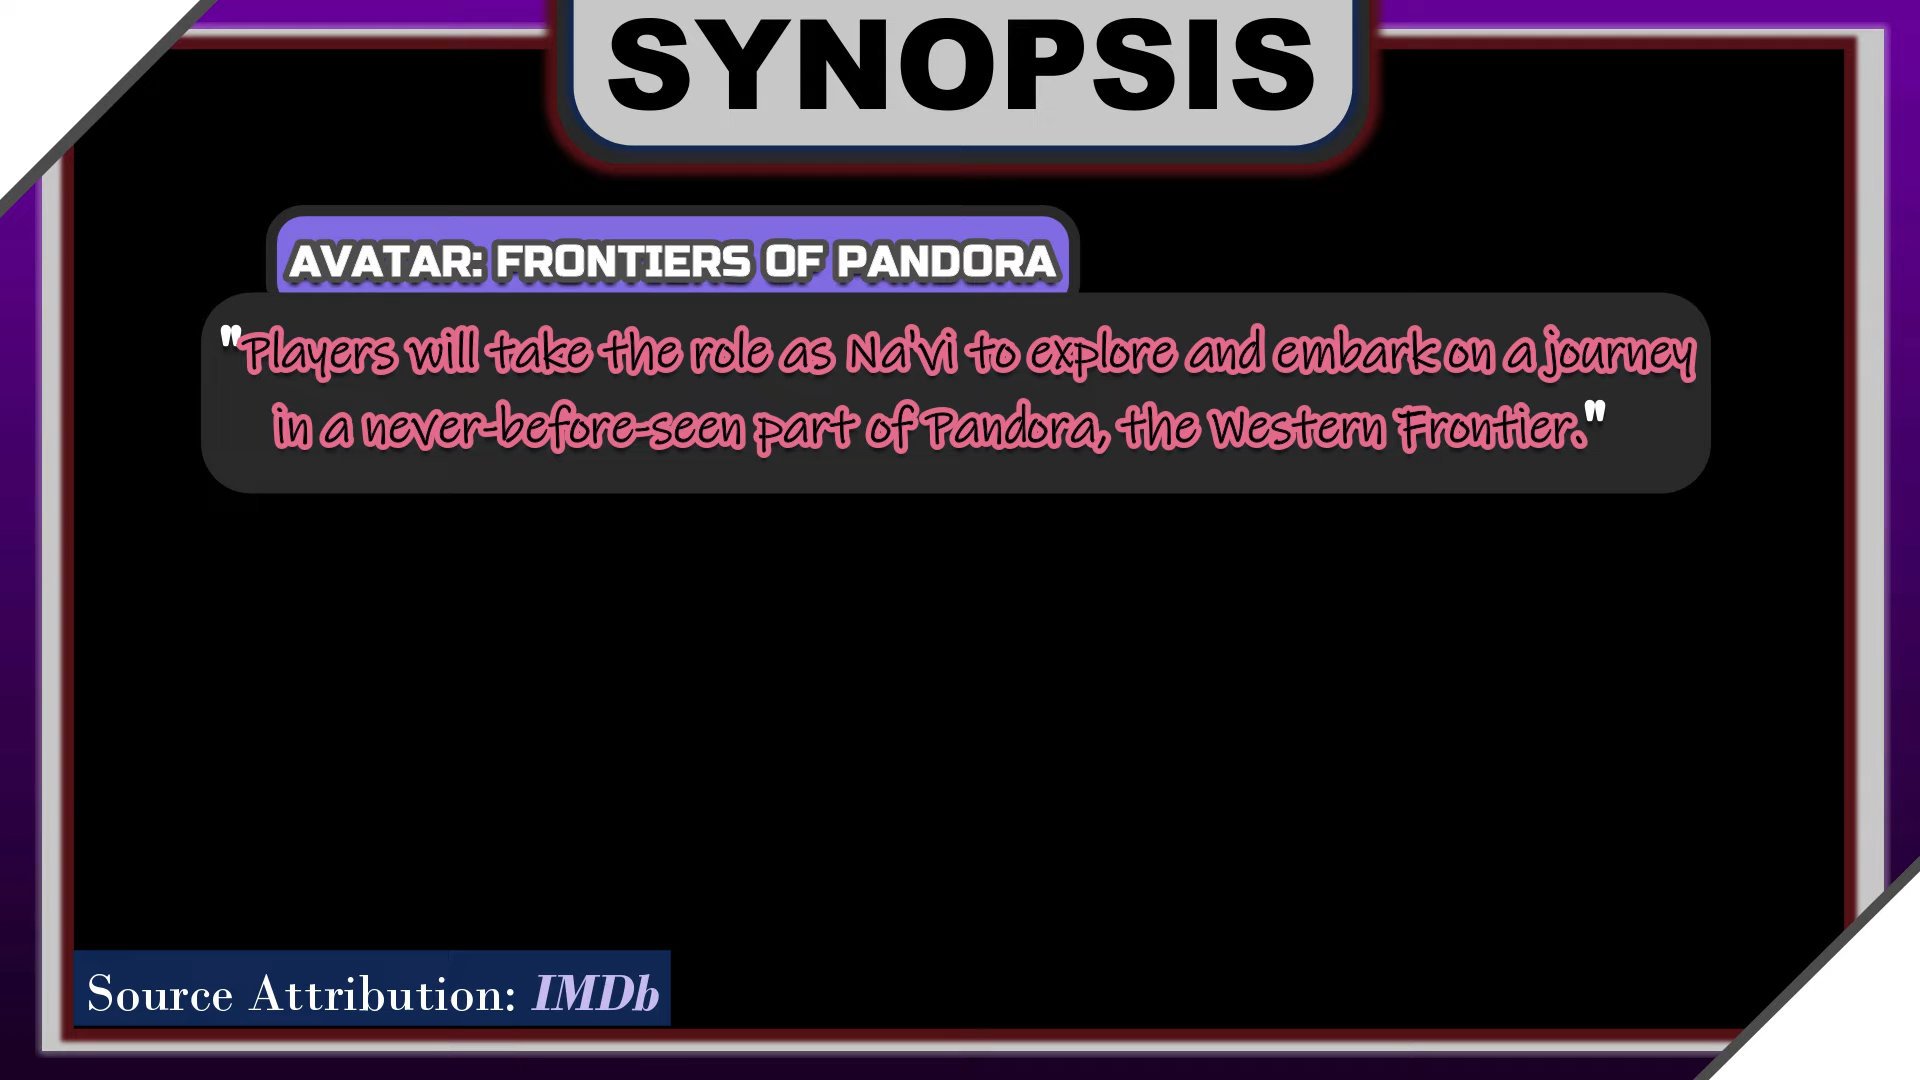 SYNOPSIS
AVATAR: FRONTIERS OF PANDORA
"Players will take the role as Na'vi to explore and embark on a journey
in a never-before-seen part of Pandora, the Western Frontier."
Source Attribution: IMDb